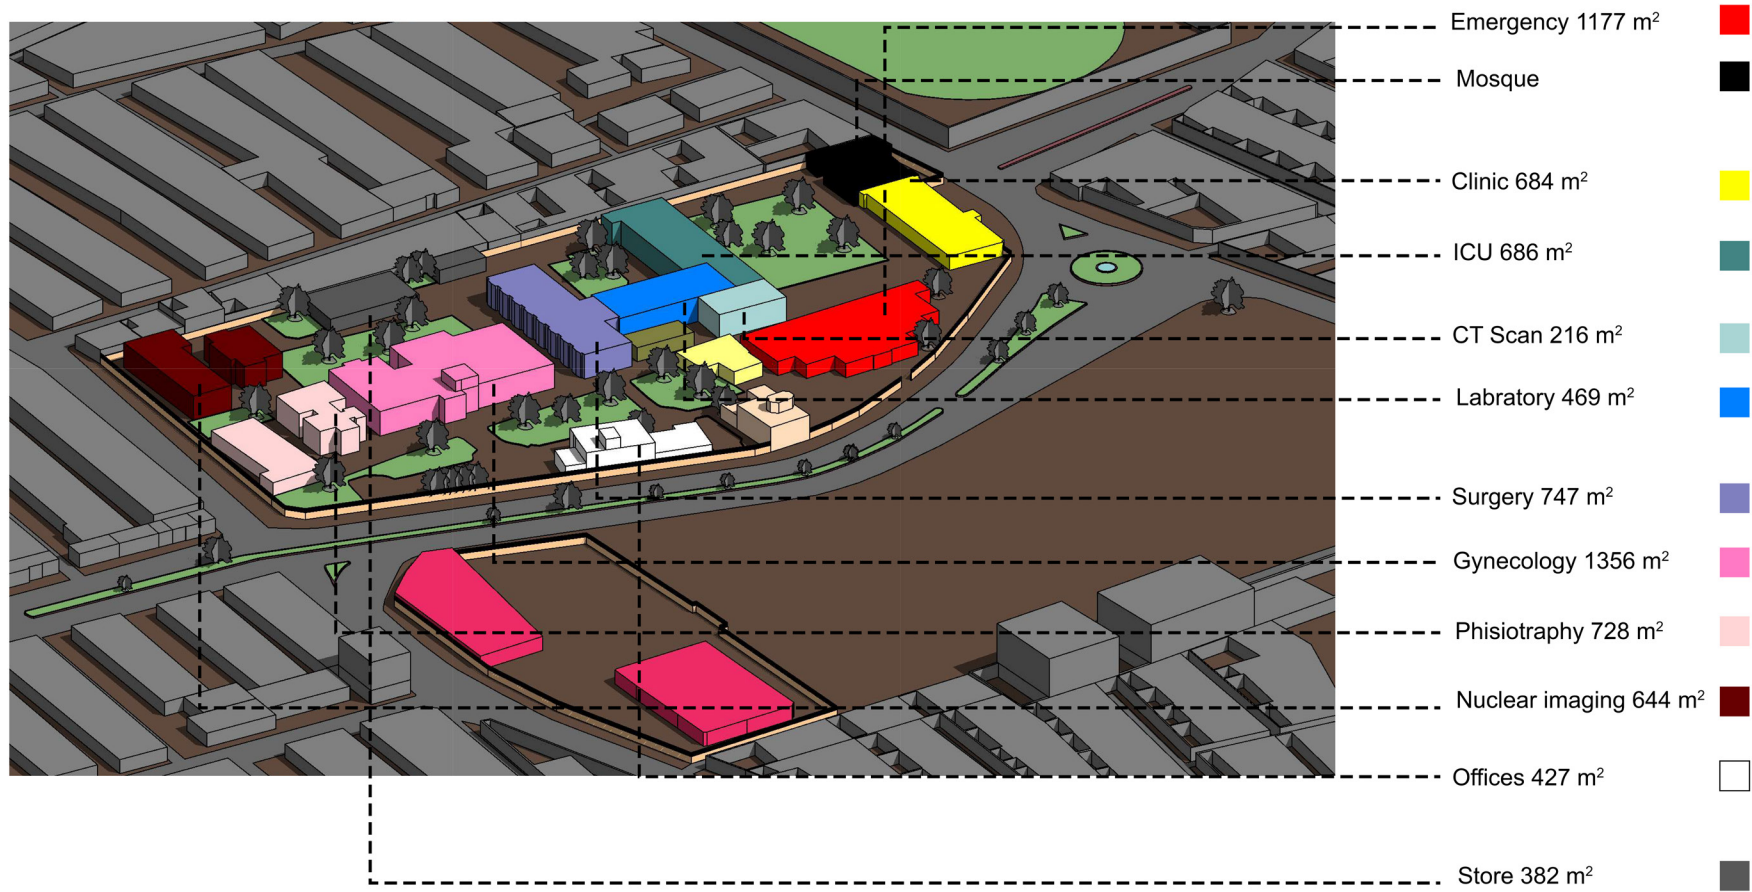 Emergency 1177 m²
Mosque
Clinic 684 m²
ICU 686 m²
CT Scan 216 m²
Labratory 469 m²
Surgery 747 m²
Gynecology 1356 m²
Phisiotraphy 728 m²
Nuclear imaging 644 m²
Offices 427 m²
Store 382 m²